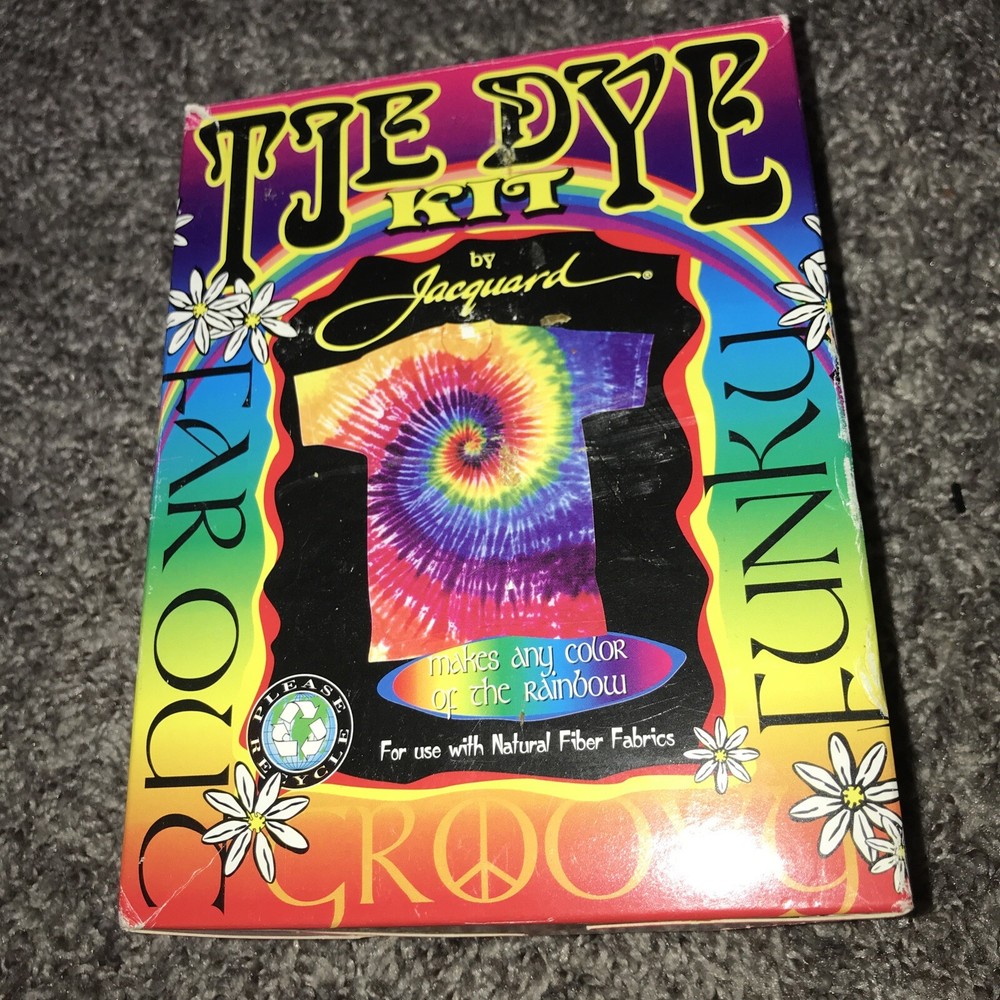 TIE DYE
KIT
by
Jacquard®
FAR OUT
FUNKY
makes any color
of the rainbow
For use with Natural Fiber Fabrics
PLEASE
RECYCLE
GROOVY